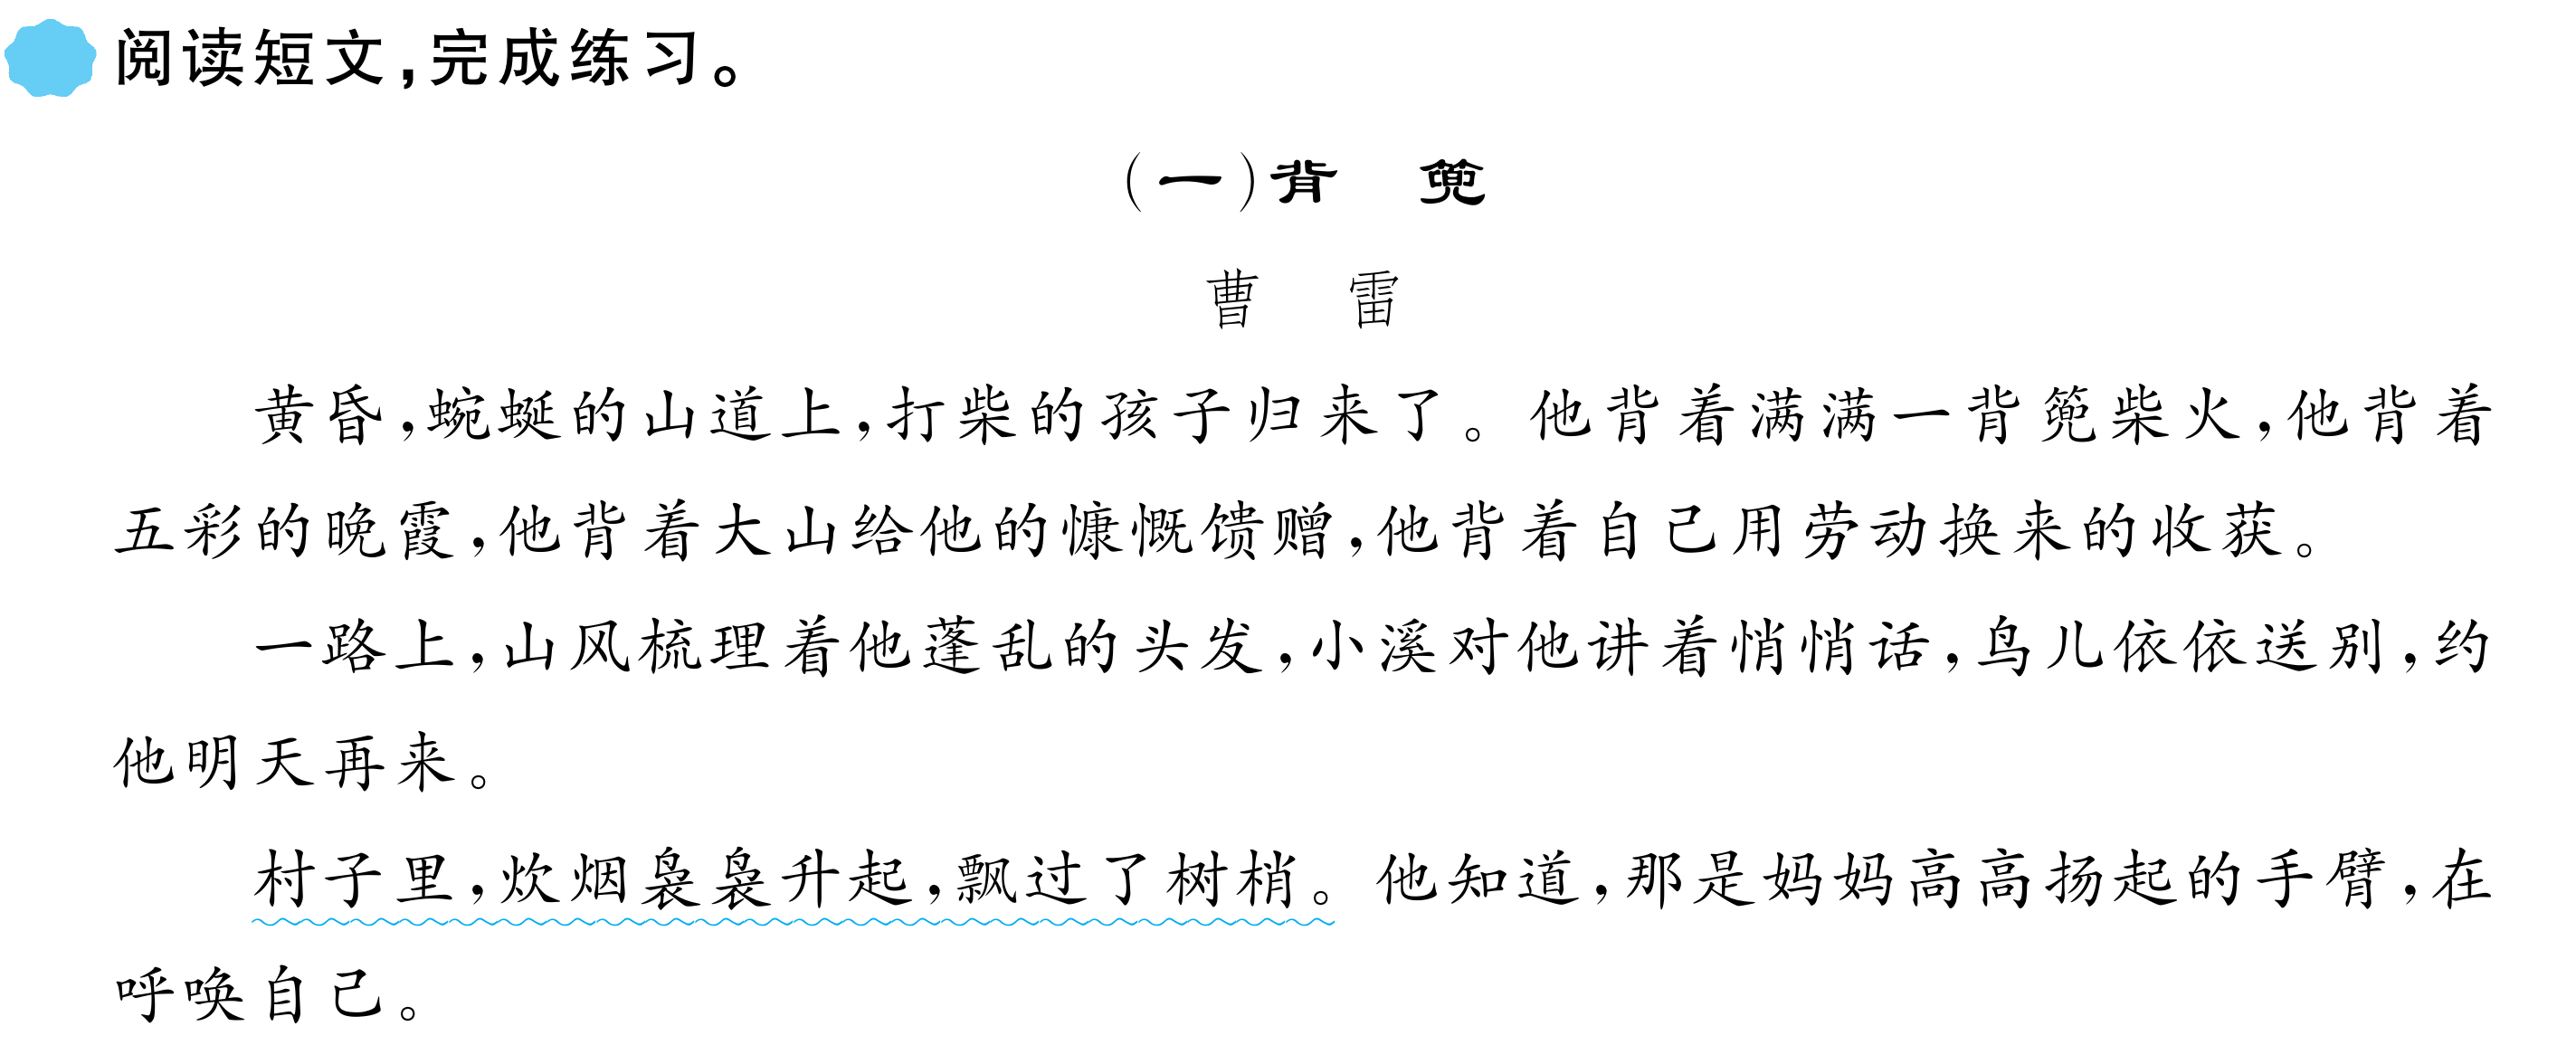 阅读短文,完成练习。
(一)背 篼
曹 雷
黄昏,蜿蜒的山道上,打柴的孩子归来了。他背着满满一背篼柴火,他背着
五彩的晚霞,他背着大山给他的慷慨馈赠,他背着自己用劳动换来的收获。
一路上,山风梳理着他蓬乱的头发,小溪对他讲着悄悄话,鸟儿依依送别,约
他明天再来。
村子里,炊烟袅袅升起,飘过了树梢。他知道,那是妈妈高高扬起的手臂,在
呼唤自己。